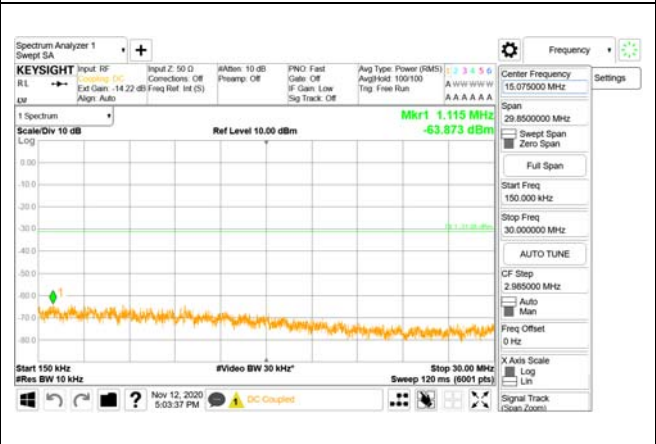 Spectrum Analyzer 1
Swept SA
Frequency
Settings
KEYSIGHT
RL
Input: RF
Coupling: DC
Ext Gain: -14.22 dB
Align: Auto
Input Z: 50 Ω
Corrections: Off
Freq Ref: Int (S)
#Atten: 10 dB
Preamp: Off
PNO: Fast
Gate: Off
IF Gain: Low
Sig Track: Off
Avg Type: Power (RMS)
Avg|Hold: 100/100
Trig: Free Run
1 2 3 4 5 6
A W W W W W
A A A A A A
1 Spectrum
Scale/Div 10 dB
Log
Ref Level 10.00 dBm
Mkr1 1.115 MHz
-63.873 dBm
0.00
-10.0
-20.0
-30.0
-40.0
-50.0
-60.0
-70.0
-80.0
1
Start 150 kHz
#Res BW 10 kHz
#Video BW 30 kHz*
Stop 30.00 MHz
Sweep 120 ms (6001 pts)
Nov 12, 2020
5:03:37 PM
DC Coupled
Center Frequency
15.075000 MHz
Span
29.8500000 MHz
Swept Span
Zero Span
Full Span
Start Freq
150.000 kHz
Stop Freq
30.000000 MHz
AUTO TUNE
CF Step
2.985000 MHz
Auto
Man
Freq Offset
0 Hz
X Axis Scale
Log
Lin
Signal Track
(Span Zoom)